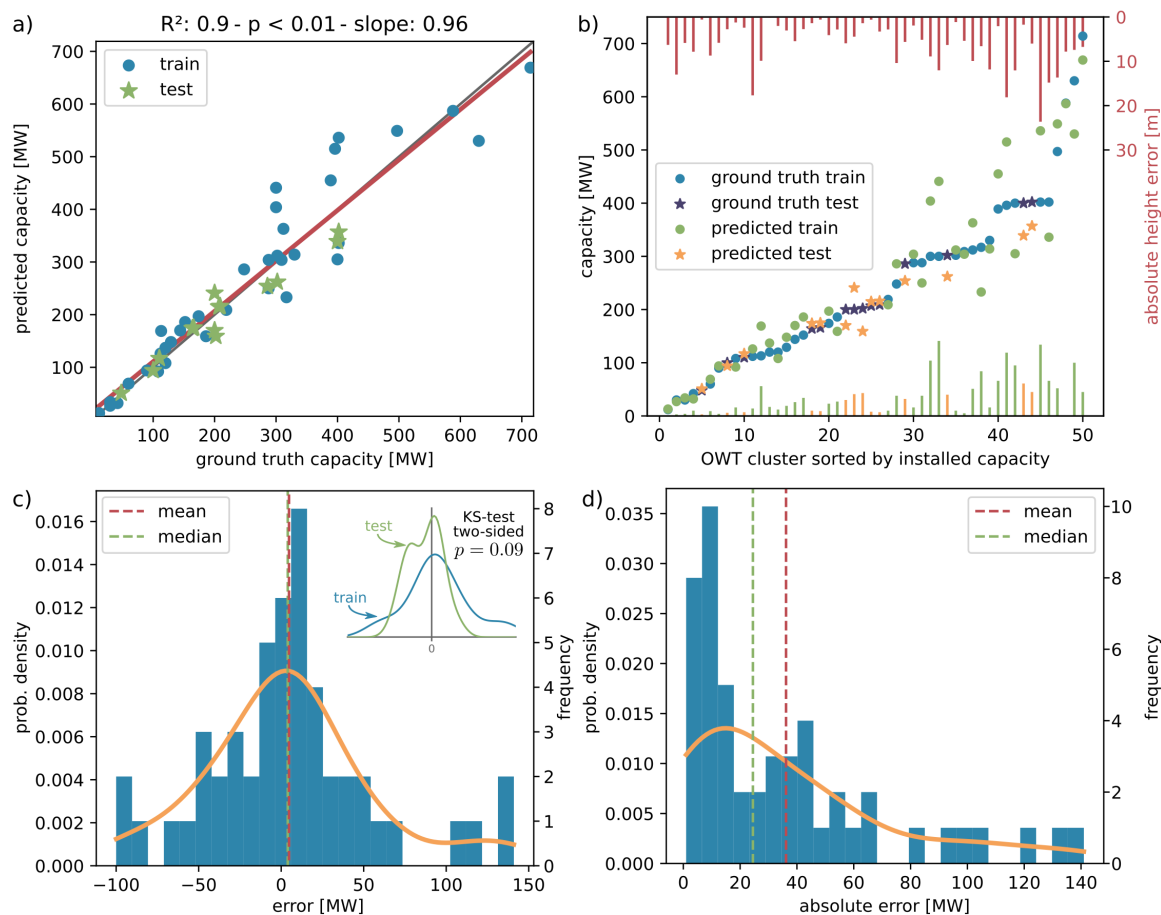 a)
R²: 0.9 - p < 0.01 - slope: 0.96
train
test
700
600
500
400
300
200
100
predicted capacity [MW]
100 200 300 400 500 600 700
ground truth capacity [MW]
b)
700
600
500
400
300
200
100
0
capacity [MW]
0
10
20
30
absolute height error [m]
ground truth train
ground truth test
predicted train
predicted test
0 10 20 30 40 50
OWT cluster sorted by installed capacity
c)
mean
median
0.016
0.014
0.012
0.010
0.008
0.006
0.004
0.002
0.000
prob. density
8
7
6
5
4
3
2
1
0
frequency
test
train
KS-test
two-sided
p = 0.09
0
−100 −50 0 50 100 150
error [MW]
d)
mean
median
0.035
0.030
0.025
0.020
0.015
0.010
0.005
0.000
prob. density
10
8
6
4
2
0
frequency
0 20 40 60 80 100 120 140
absolute error [MW]